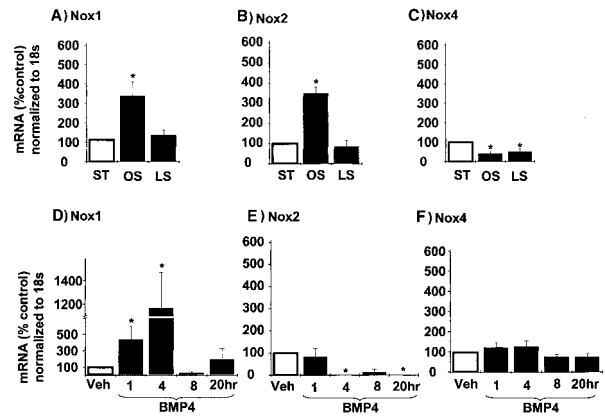 A) Nox1
B) Nox2
C) Nox4
mRNA (%control)
normalized to 18s
600
500
400
300
200
100
0
ST OS LS
*
600
500
400
300
200
100
0
ST OS LS
*
600
500
400
300
200
100
0
ST OS LS
* *
D) Nox1
E) Nox2
F) Nox4
mRNA (% control)
normalized to 18s
1400
1200
500
300
100
Veh 1 4 8 20hr
* *
BMP4
600
500
400
300
200
100
0
Veh 1 4 8 20hr
* *
BMP4
600
500
400
300
200
100
0
Veh 1 4 8 20hr
BMP4